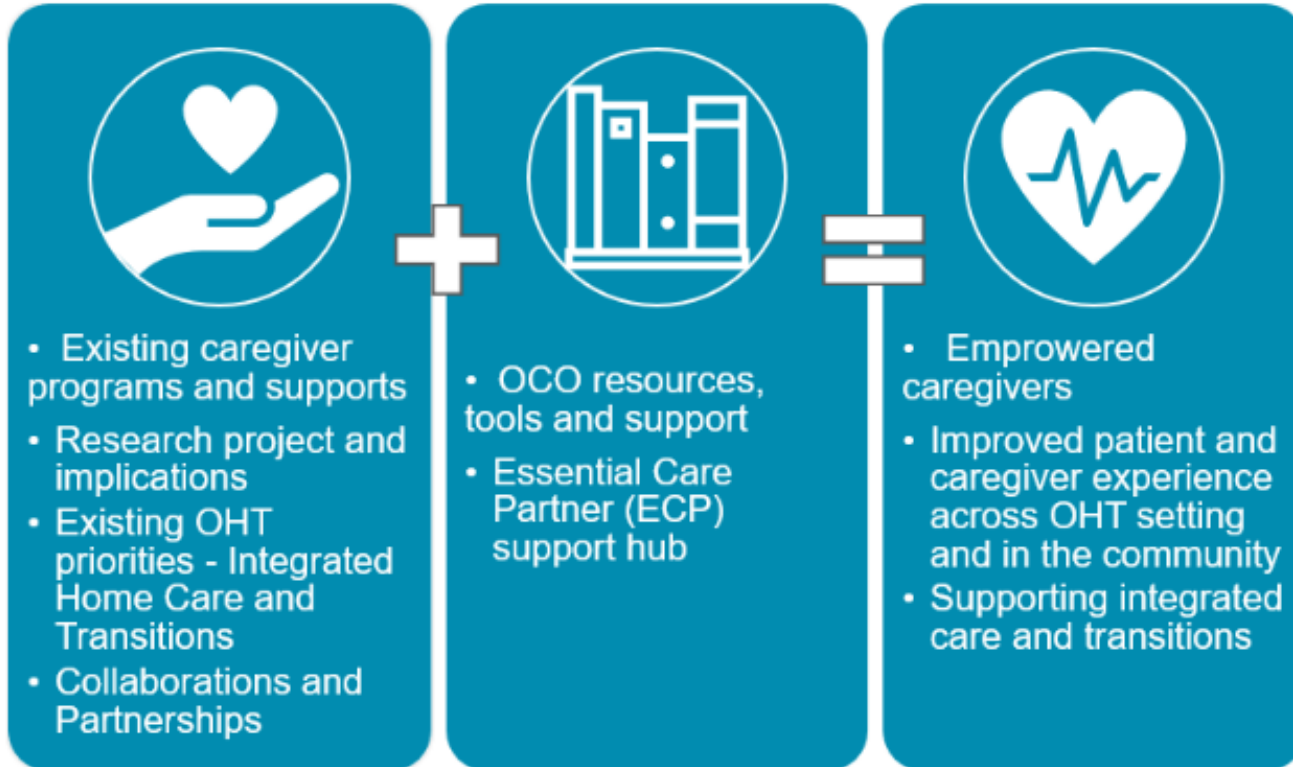 • Existing caregiver
programs and supports
• Research project and
implications
• Existing OHT
priorities - Integrated
Home Care and
Transitions
• Collaborations and
Partnerships
• OCO resources,
tools and support
• Essential Care
Partner (ECP)
support hub
• Emprowered
caregivers
• Improved patient and
caregiver experience
across OHT setting
and in the community
• Supporting integrated
care and transitions